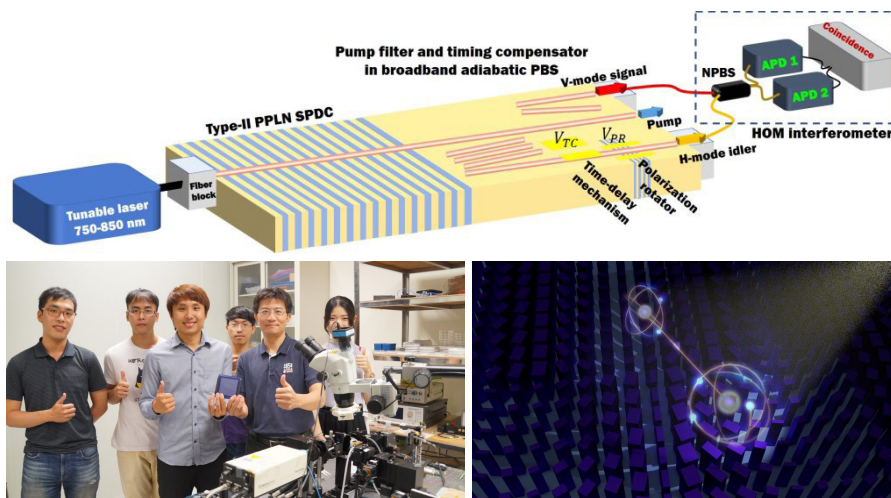 Pump filter and timing compensator
in broadband adiabatic PBS
V-mode signal
NPBS
APD 1
APD 2
Coincidence
HOM interferometer
Type-II PPLN SPDC
Pump
V_TC
V_PR
H-mode idler
Fiber
block
Time-delay
mechanism
Polarization
rotator
Tunable laser
750-850 nm